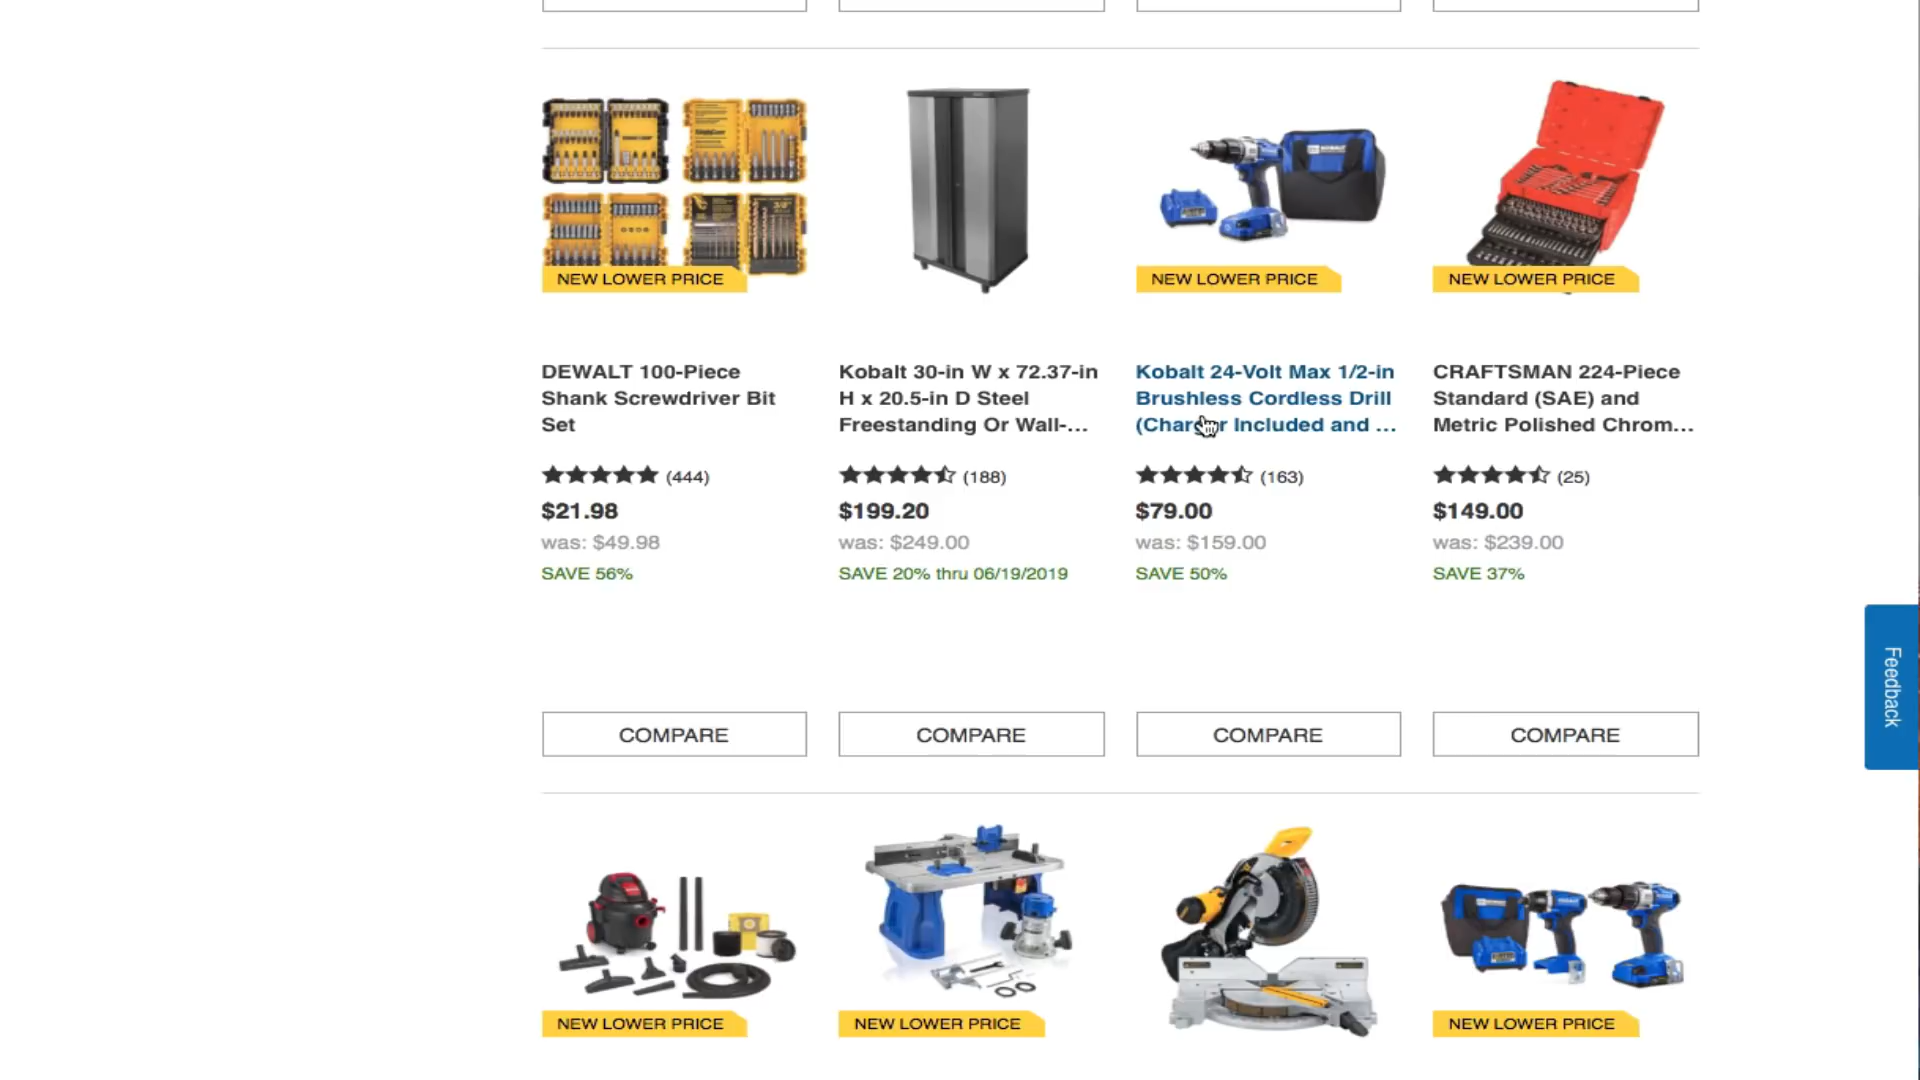 NEW LOWER PRICE
NEW LOWER PRICE
NEW LOWER PRICE
DEWALT 100-Piece
Shank Screwdriver Bit
Set
(444)
$21.98
was: $49.98
SAVE 56%
COMPARE
Kobalt 30-in W x 72.37-in
H x 20.5-in D Steel
Freestanding Or Wall-...
(188)
$199.20
was: $249.00
SAVE 20% thru 06/19/2019
COMPARE
Kobalt 24-Volt Max 1/2-in
Brushless Cordless Drill
(Charger Included and ...
(163)
$79.00
was: $159.00
SAVE 50%
COMPARE
CRAFTSMAN 224-Piece
Standard (SAE) and
Metric Polished Chrom...
(25)
$149.00
was: $239.00
SAVE 37%
COMPARE
Feedback
NEW LOWER PRICE
NEW LOWER PRICE
NEW LOWER PRICE